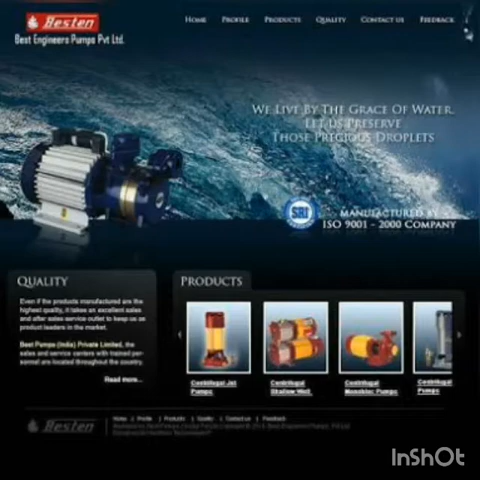 Besten
Best Engineers Pumps Pvt Ltd.
Home Profile Products Quality Contact us Feedback
We Live By The Grace Of Water.
Let Us Preserve
Those Precious Droplets
SRI
Manufactured by
ISO 9001 - 2000 Company
Quality
Even if the products manufactured are the
highest quality, it takes an excellent sales
and after sales service outlet to keep us on
product leaders in the market.
Best Pumps (India) Private Limited, the
sales and service centers with trained per-
sonnel are located throughout the country.
Read more...
Products
Centrifugal Jet
Pumps
Centrifugal
Shallow Well
Centrifugal
Monobloc Pumps
Centrifugal
Pumps
Besten
Home | Profile | Products | Quality | Contact us | Feedback
InShOt